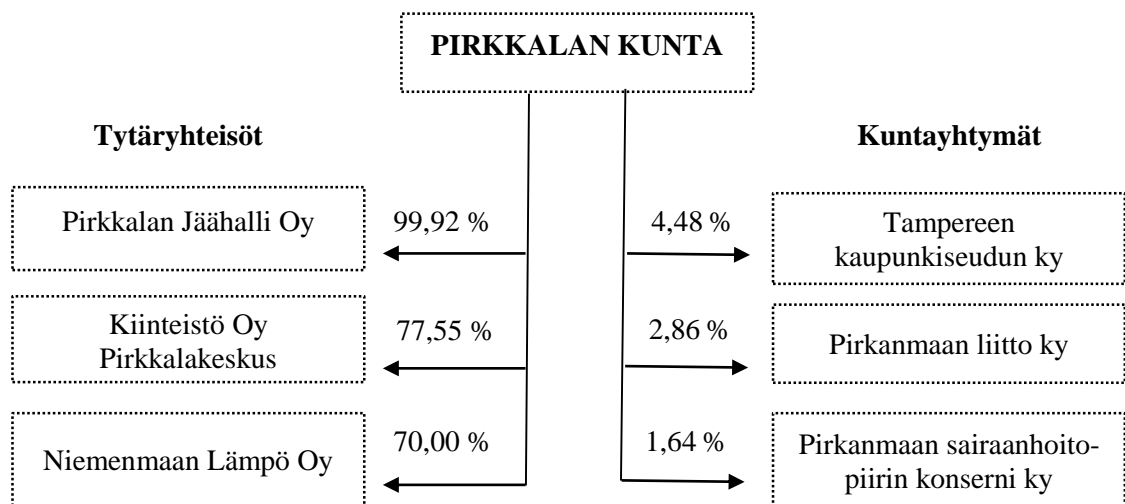 PIRKKALAN KUNTA
Tytäryhteisöt
Kuntayhtymät
Pirkkalan Jäähalli Oy
99,92 %
4,48 %
Tampereen
kaupunkiseudun ky
Kiinteistö Oy
Pirkkalakeskus
77,55 %
2,86 %
Pirkanmaan liitto ky
Niemenmaan Lämpö Oy
70,00 %
1,64 %
Pirkanmaan sairaanhoito-
piirin konserni ky